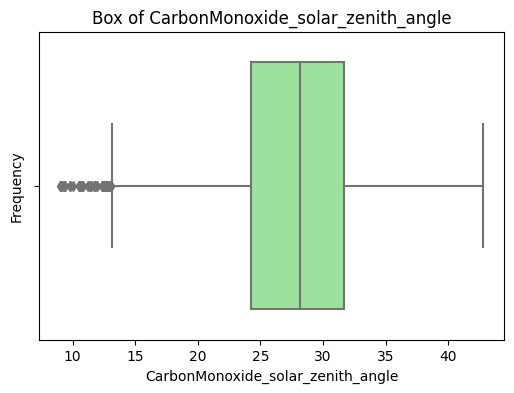 Box of CarbonMonoxide_solar_zenith_angle
Frequency
10 15 20 25 30 35 40
CarbonMonoxide_solar_zenith_angle